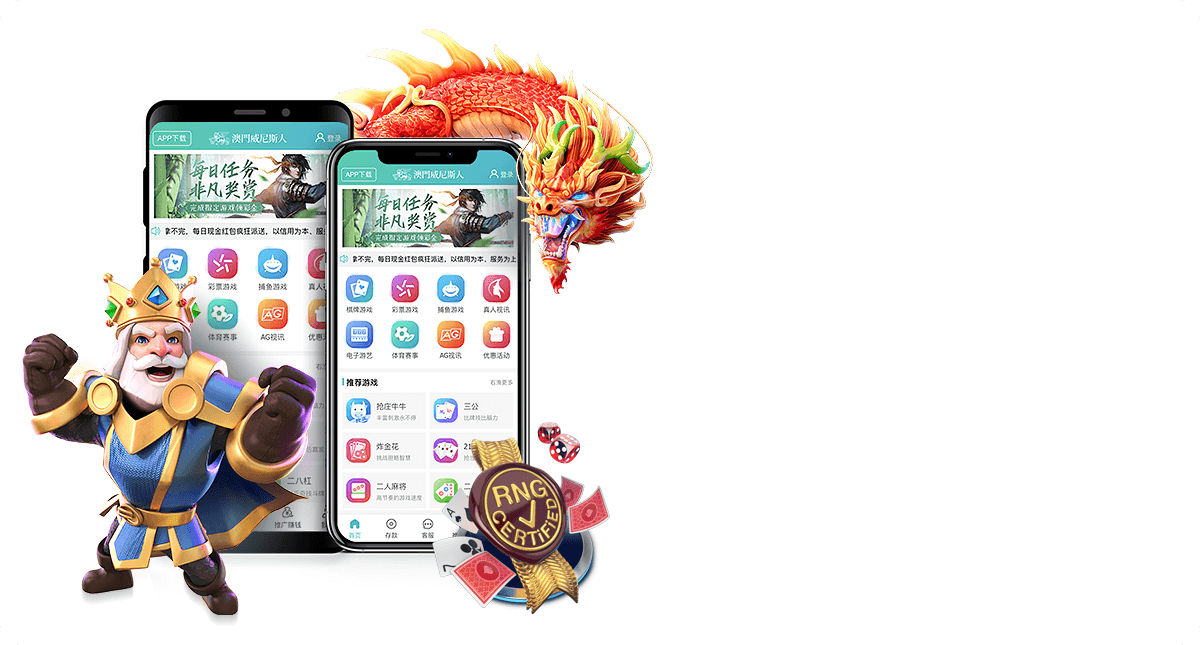 APP下载
澳門威尼斯人
登录
每日任务
非凡奖赏
完成指定游戏领彩金
拿不完，每日现金红包疯狂派送，以信用为本、服务
彩票游戏
捕鱼游戏
真人视
体育赛事
AG视讯
优惠
二八杠
推广赚钱
APP下载
澳門威尼斯人
登录
每日任务
非凡奖赏
完成指定游戏领彩金
拿不完，每日现金红包疯狂派送，以信用为本、服务为上
棋牌游戏
彩票游戏
捕鱼游戏
真人视讯
电子游艺
体育赛事
AG视讯
优惠活动
推荐游戏
右滑更多
抢庄牛牛
丰富刺激永不停
三公
比牌技比脑力
炸金花
挑战胆略智慧
21
二人麻将
高节奏的游戏速度
二
首页
存款
客服
RNG
CERTIFIED
A
2